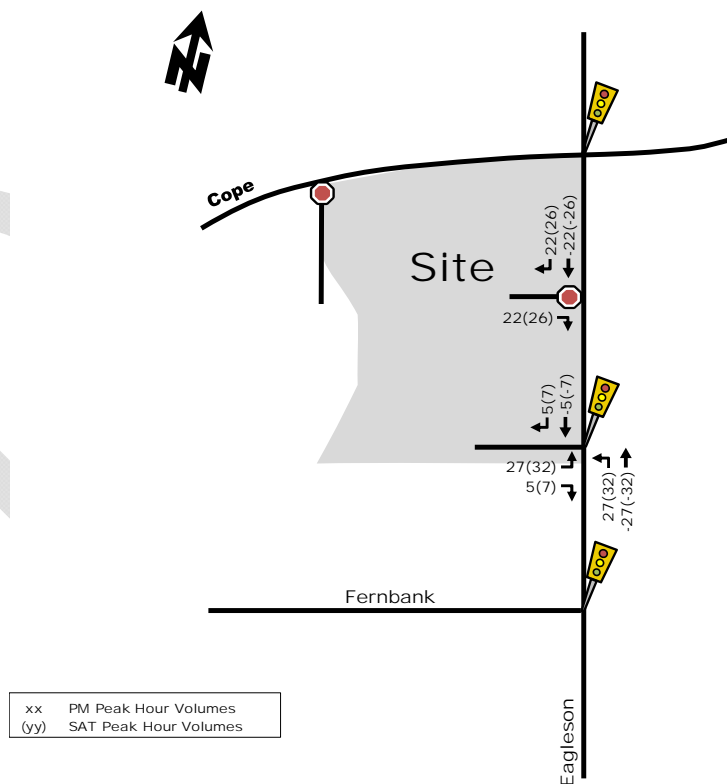 N
Cope
22(26)
-22(-26)
Site
22(26)
5(7)
-5(-7)
27(32)
5(7)
27(32)
-27(-32)
Fernbank
xx PM Peak Hour Volumes
(yy) SAT Peak Hour Volumes
Eagleson